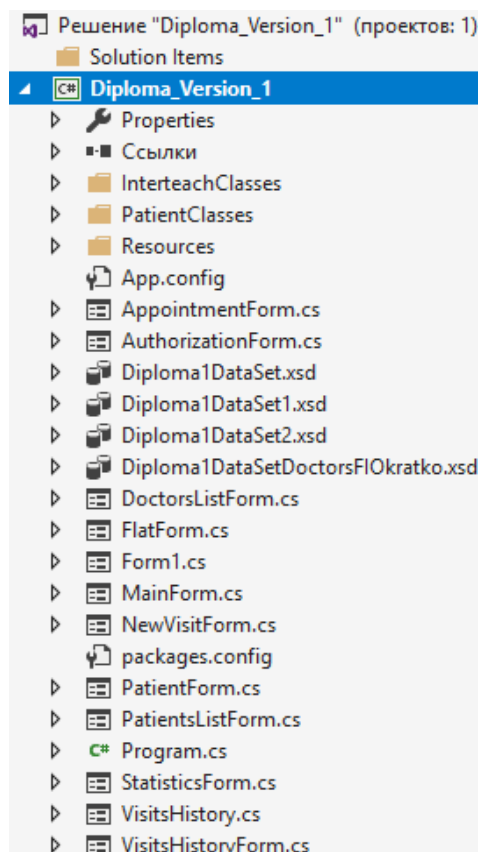 Решение "Diploma_Version_1" (проектов: 1)
Solution Items
C# Diploma_Version_1
Properties
Ссылки
InterteachClasses
PatientClasses
Resources
App.config
AppointmentForm.cs
AuthorizationForm.cs
Diploma1DataSet.xsd
Diploma1DataSet1.xsd
Diploma1DataSet2.xsd
Diploma1DataSetDoctorsFIOkratko.xsd
DoctorsListForm.cs
FlatForm.cs
Form1.cs
MainForm.cs
NewVisitForm.cs
packages.config
PatientForm.cs
PatientsListForm.cs
C# Program.cs
StatisticsForm.cs
VisitsHistory.cs
VisitsHistoryForm.cs